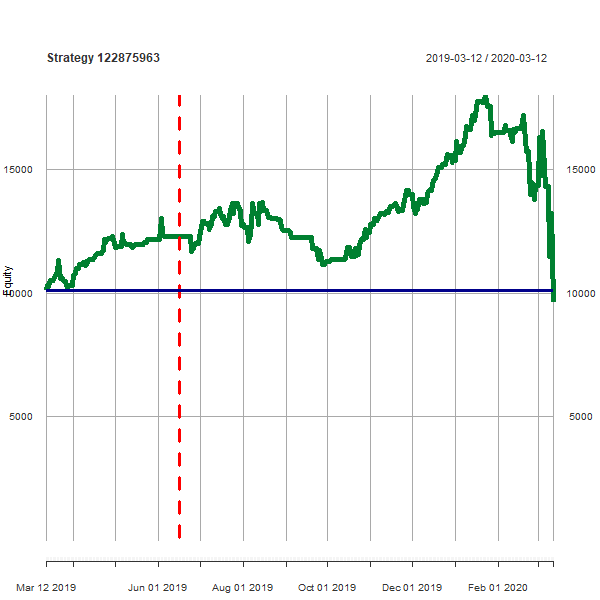 Strategy 122875963 2019-03-12 / 2020-03-12
15000 15000
Equity
10000 10000
5000 5000
Mar 12 2019 Jun 01 2019 Aug 01 2019 Oct 01 2019 Dec 01 2019 Feb 01 2020